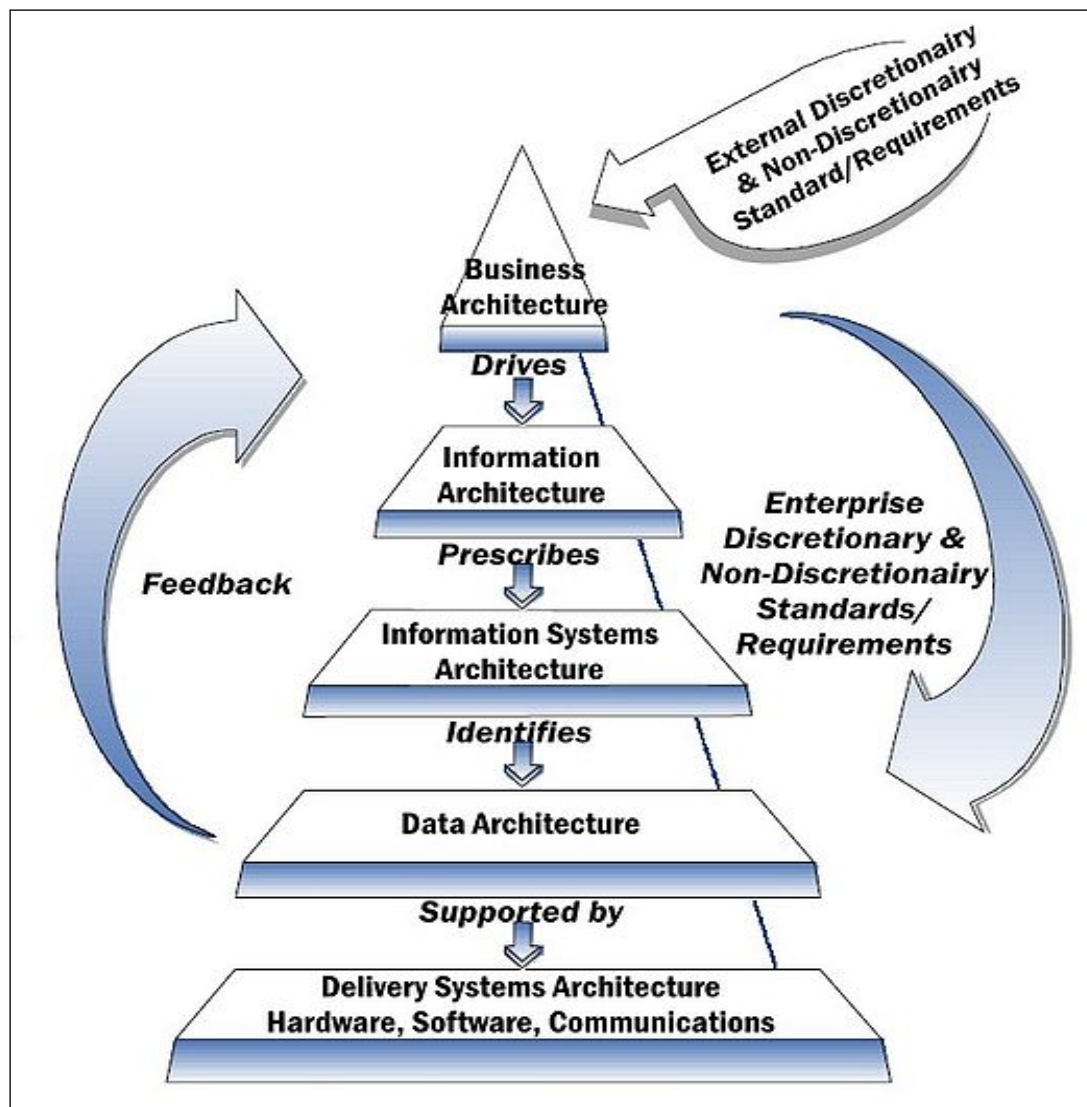 External Discretionairy
& Non-Discretionairy
Standard/Requirements
Business
Architecture
Drives
Information
Architecture
Prescribes
Information Systems
Architecture
Identifies
Data Architecture
Supported by
Delivery Systems Architecture
Hardware, Software, Communications
Feedback
Enterprise
Discretionary &
Non-Discretionairy
Standards/
Requirements